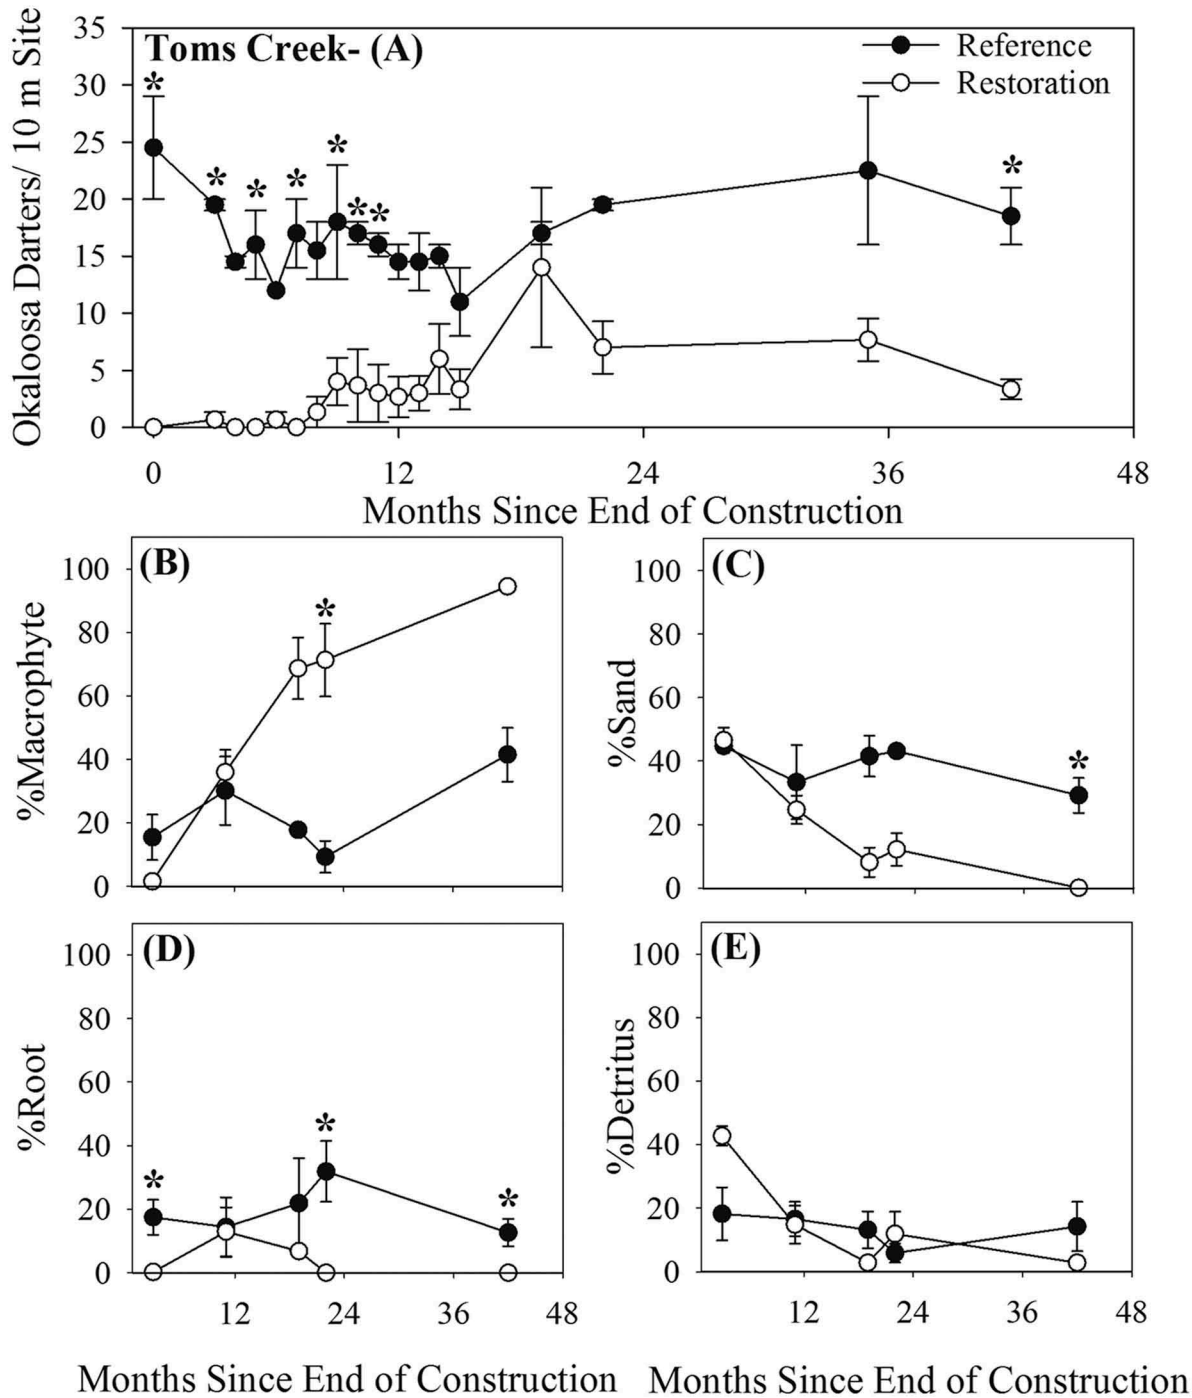 Toms Creek- (A)
Reference
Restoration
Okaloosa Darters/ 10 m Site
35
30
25
20
15
10
5
0
* * * * * * * *
0 12 24 36 48
Months Since End of Construction
(B)
%Macrophyte
100
80
60
40
20
0
*
(C)
%Sand
100
80
60
40
20
0
*
(D)
%Root
100
80
60
40
20
0
* * *
12 24 36 48
Months Since End of Construction
(E)
%Detritus
100
80
60
40
20
0
12 24 36 48
Months Since End of Construction